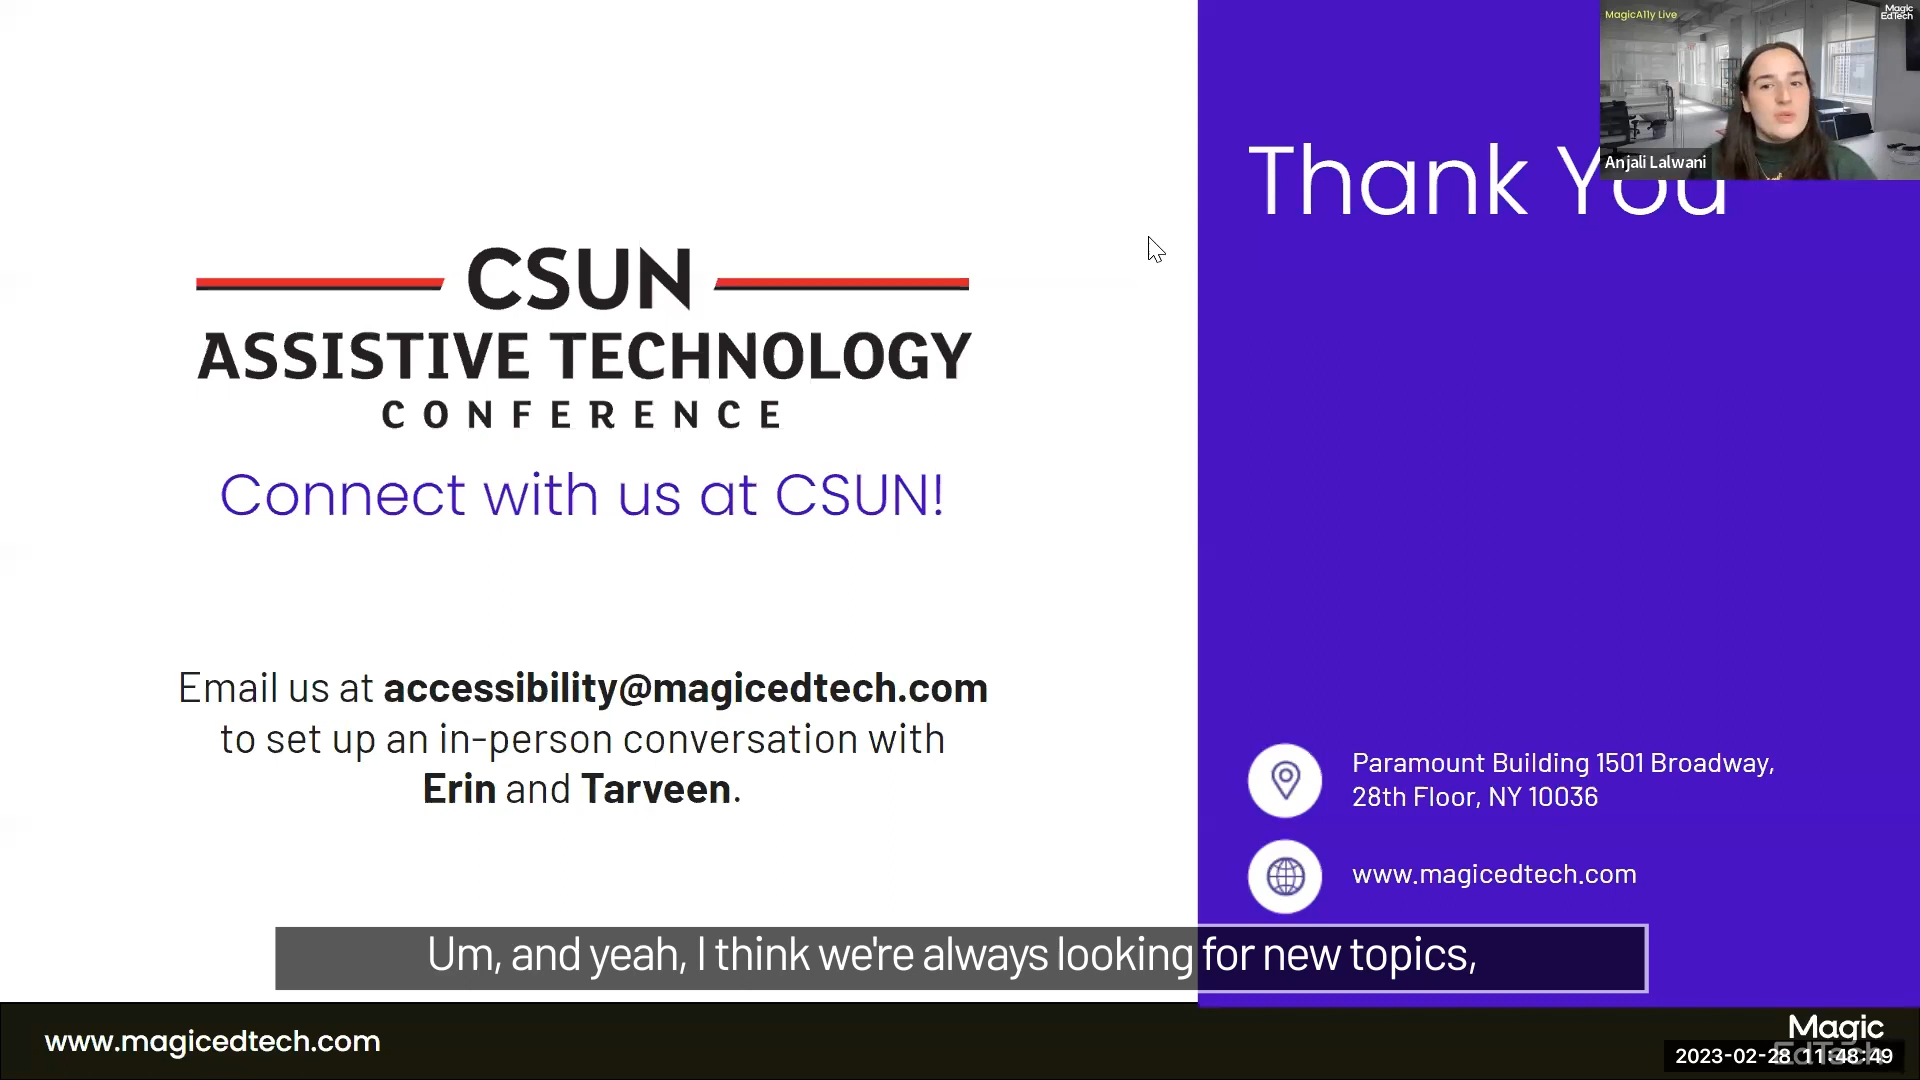 MagicA11y Live
Magic
EdTech
Anjali Lalwani
Thank You
CSUN
ASSISTIVE TECHNOLOGY
CONFERENCE
Connect with us at CSUN!
Email us at accessibility@magicedtech.com
to set up an in-person conversation with
Erin and Tarveen.
Paramount Building 1501 Broadway,
28th Floor, NY 10036
www.magicedtech.com
Um, and yeah, I think we're always looking for new topics,
www.magicedtech.com
Magic
EdTech
2023-02-28 11:48:49